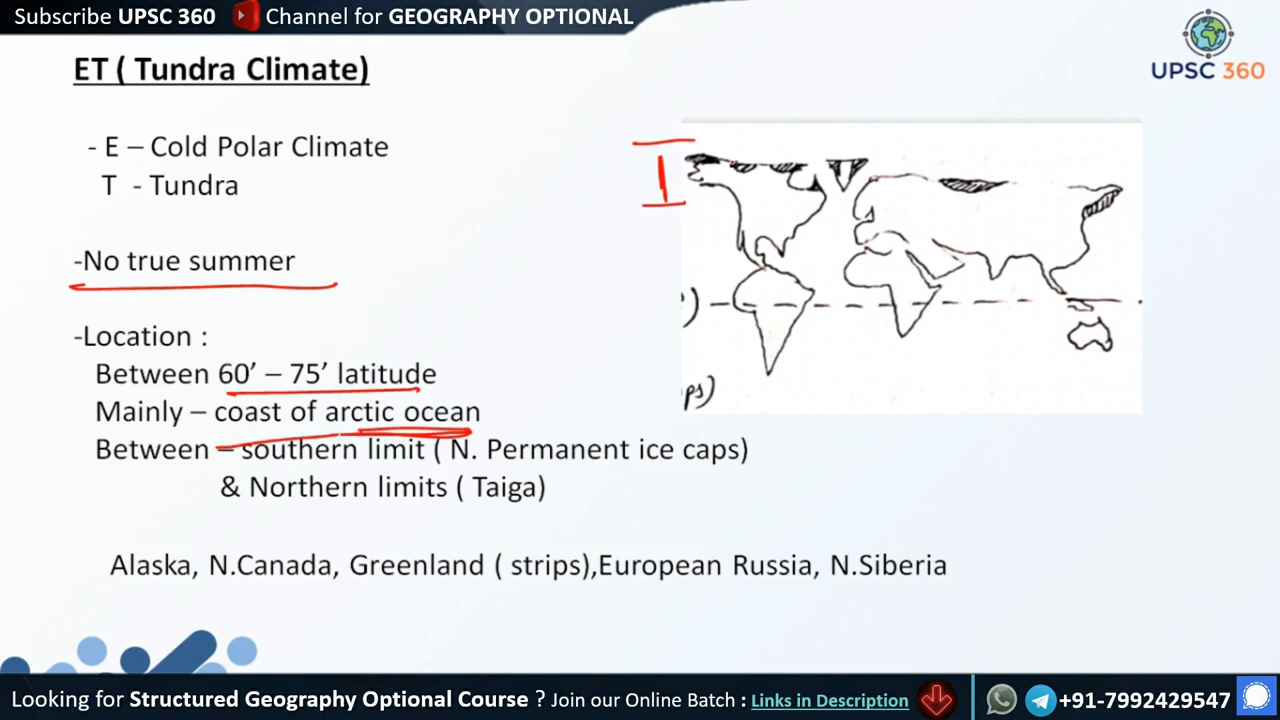 Subscribe UPSC 360 Channel for GEOGRAPHY OPTIONAL
UPSC 360
ET ( Tundra Climate)
- E – Cold Polar Climate
T - Tundra
-No true summer
-Location :
Between 60’ – 75’ latitude
Mainly – coast of arctic ocean
Between – southern limit ( N. Permanent ice caps)
& Northern limits ( Taiga)
ps)
Alaska, N.Canada, Greenland ( strips),European Russia, N.Siberia
Looking for Structured Geography Optional Course ? Join our Online Batch : Links in Description
+91-7992429547